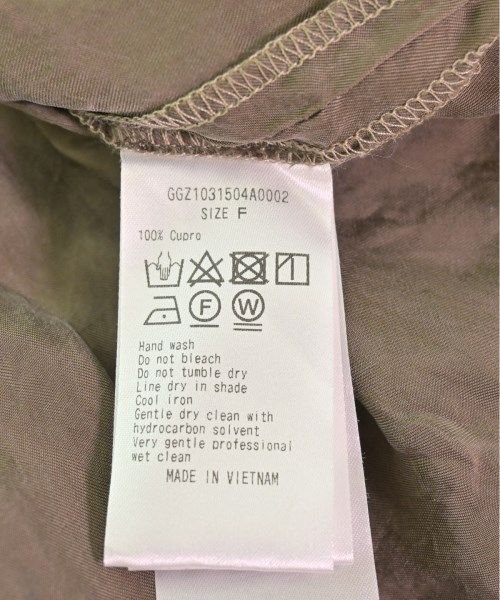 GGZ1031504A0002
SIZE F
100% Cupro
F W
Hand wash
Do not bleach
Do not tumble dry
Line dry in shade
Cool iron
Gentle dry clean with
hydrocarbon solvent
Very gentle professional
wet clean
MADE IN VIETNAM